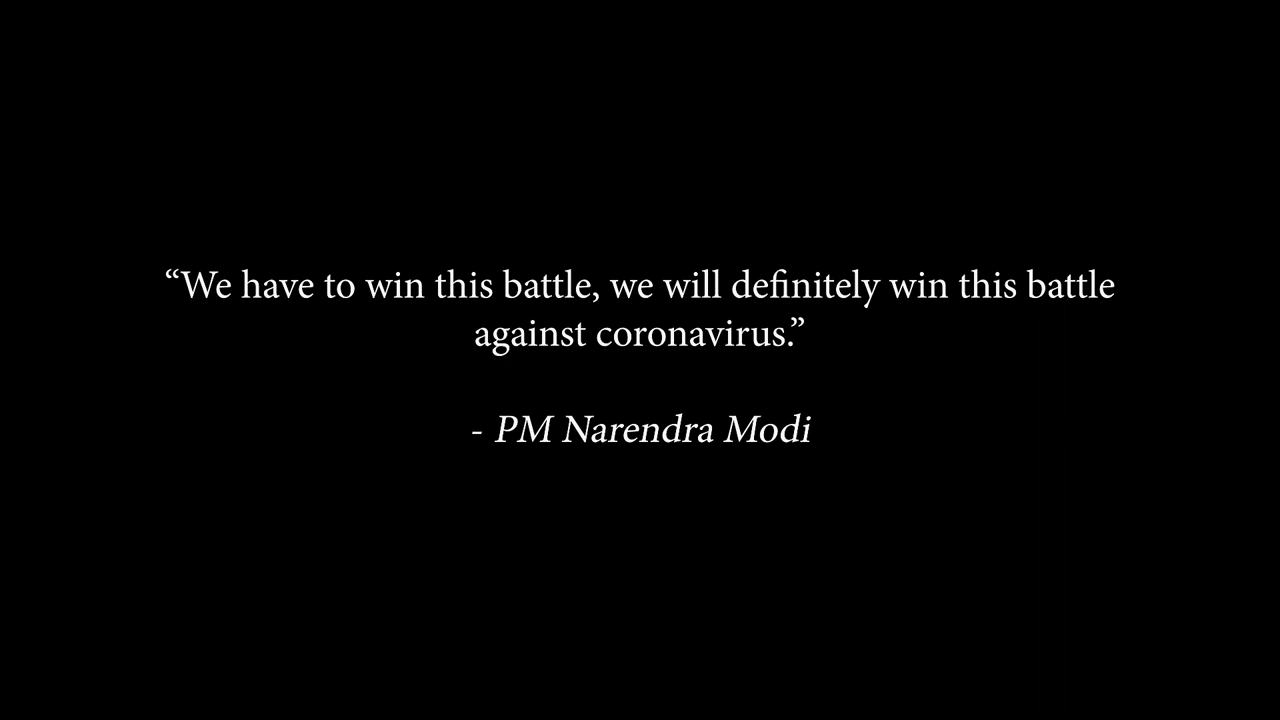 “We have to win this battle, we will definitely win this battle
against coronavirus.”
- PM Narendra Modi